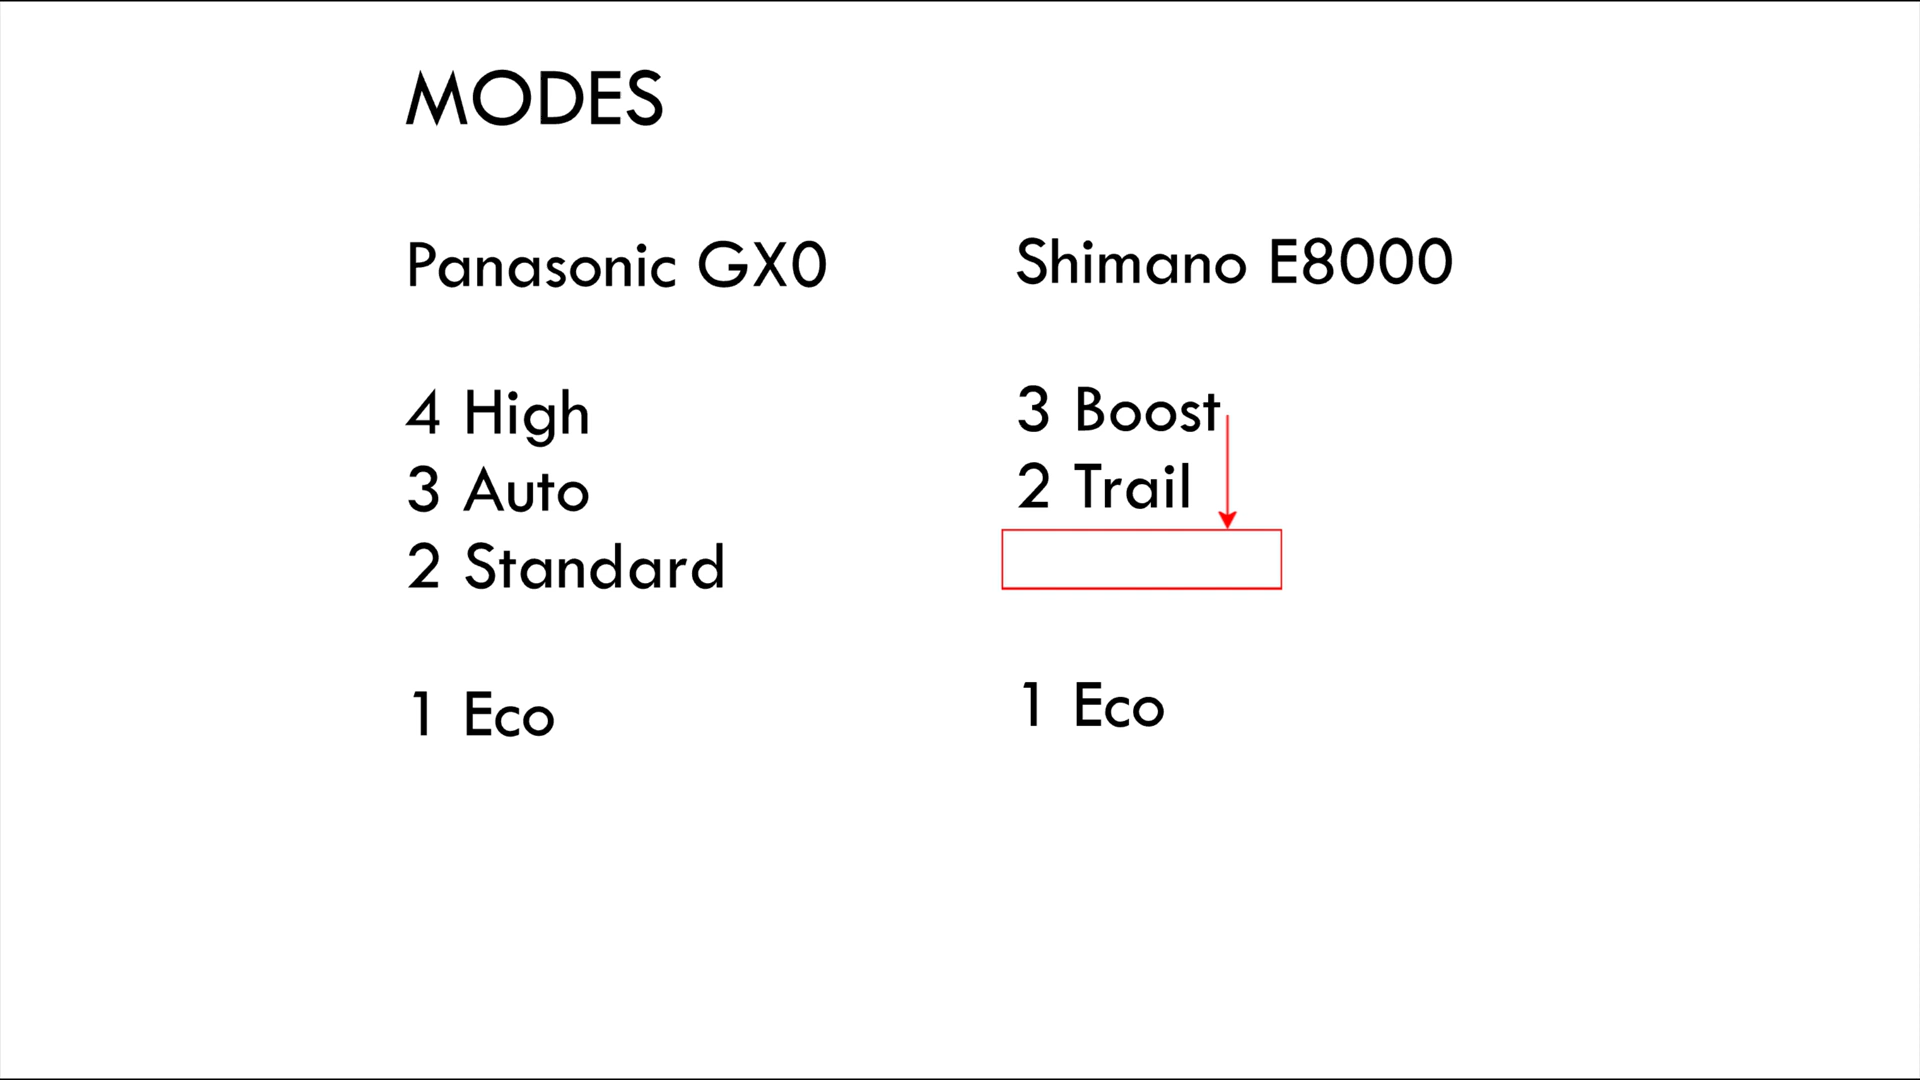 MODES
Panasonic GX0
4 High
3 Auto
2 Standard
1 Eco
Shimano E8000
3 Boost
2 Trail
1 Eco